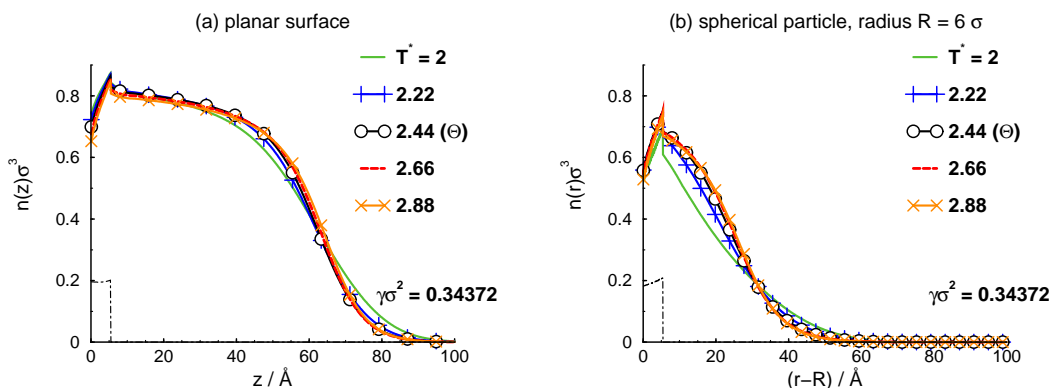 (a) planar surface
T* = 2
2.22
2.44 (Θ)
2.66
2.88
γσ² = 0.34372
n(z)σ³
0.8
0.6
0.4
0.2
0
0 20 40 60 80 100
z / Å
(b) spherical particle, radius R = 6 σ
T* = 2
2.22
2.44 (Θ)
2.66
2.88
γσ² = 0.34372
n(r)σ³
0.8
0.6
0.4
0.2
0
0 20 40 60 80 100
(r−R) / Å